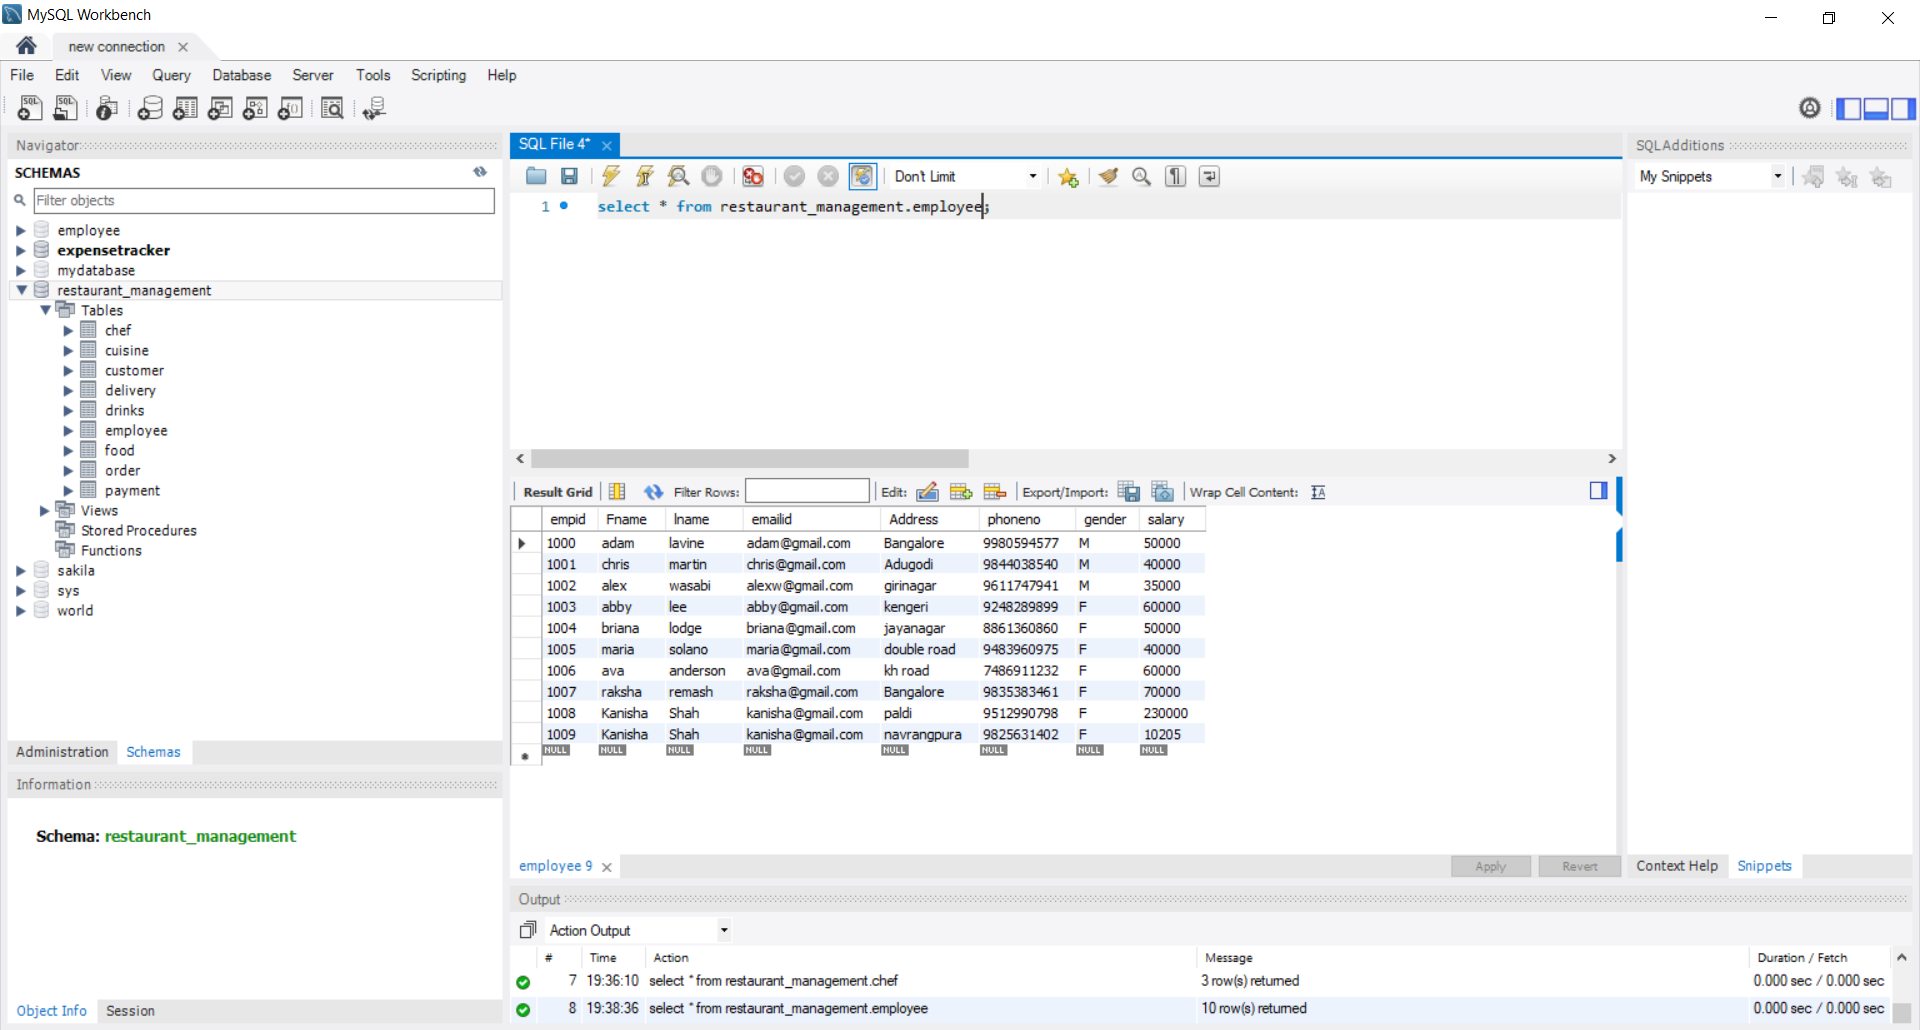 MySQL Workbench
new connection
File Edit View Query Database Server Tools Scripting Help
Navigator
SCHEMAS
Filter objects
employee
expensetracker
mydatabase
restaurant_management
Tables
chef
cuisine
customer
delivery
drinks
employee
food
order
payment
Views
Stored Procedures
Functions
sakila
sys
world
Administration Schemas
Information
Schema: restaurant_management
Object Info Session
SQL File 4*
Don't Limit
1 select * from restaurant_management.employee;
Result Grid Filter Rows: Edit: Export/Import: Wrap Cell Content:
empid Fname lname emailid Address phoneno gender salary
1000 adam lavine adam@gmail.com Bangalore 9980594577 M 50000
1001 chris martin chris@gmail.com Adugodi 9844038540 M 40000
1002 alex wasabi alexw@gmail.com girinagar 9611747941 M 35000
1003 abby lee abby@gmail.com kengeri 9248289899 F 60000
1004 briana lodge briana@gmail.com jayanagar 8861360860 F 50000
1005 maria solano maria@gmail.com double road 9483960975 F 40000
1006 ava anderson ava@gmail.com kh road 7486911232 F 60000
1007 raksha remash raksha@gmail.com Bangalore 9835383461 F 70000
1008 Kanisha Shah kanisha@gmail.com paldi 9512990798 F 230000
1009 Kanisha Shah kanisha@gmail.com navrangpura 9825631402 F 10205
NULL NULL NULL NULL NULL NULL NULL NULL
employee 9
Apply Revert
SQLAdditions
My Snippets
Context Help Snippets
Output
Action Output
# Time Action Message Duration / Fetch
7 19:36:10 select * from restaurant_management.chef 3 row(s) returned 0.000 sec / 0.000 sec
8 19:38:36 select * from restaurant_management.employee 10 row(s) returned 0.000 sec / 0.000 sec